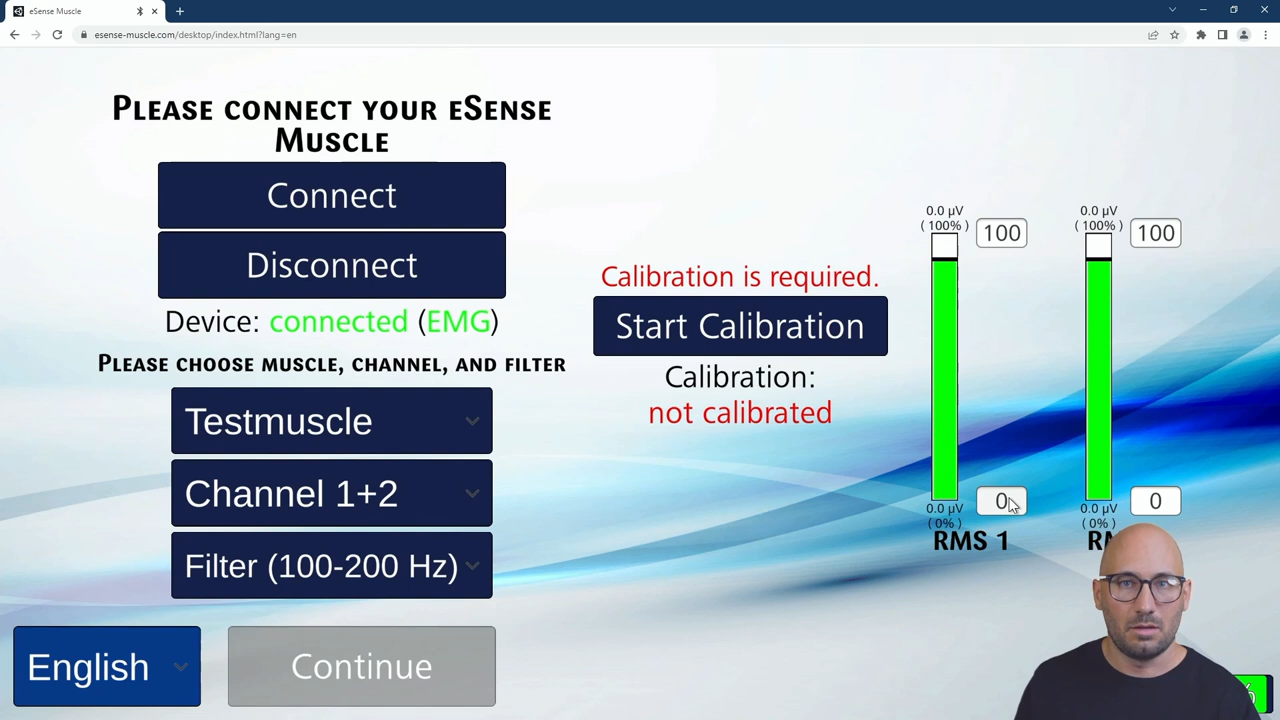 eSense Muscle
esense-muscle.com/desktop/index.html?lang=en
Please connect your eSense
Muscle
Connect
Disconnect
Device: connected (EMG)
Please choose muscle, channel, and filter
Testmuscle
Channel 1+2
Filter (100-200 Hz)
English
Continue
Calibration is required.
Start Calibration
Calibration:
not calibrated
0.0 µV
(100%)
100
0
0.0 µV
(0%)
RMS 1
0.0 µV
(100%)
100
0
0.0 µV
(0%)